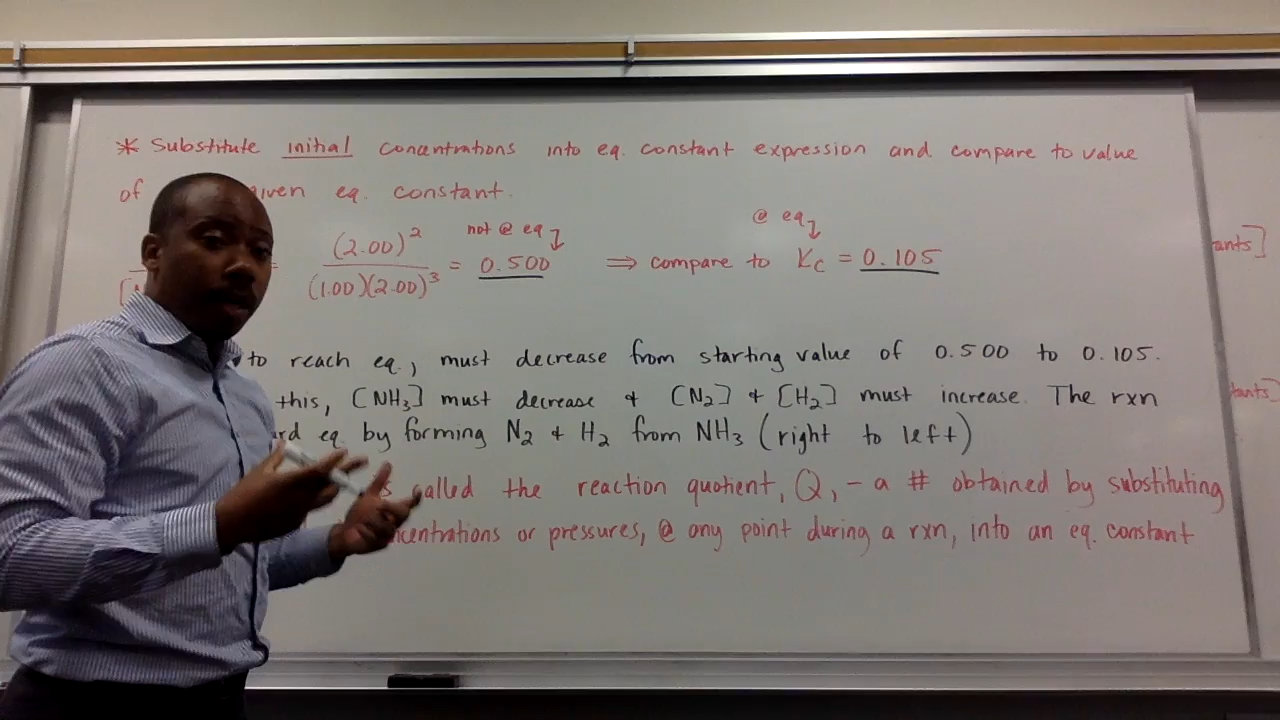 * Substitute initial concentrations into eq. constant expression and compare to value
of given eq. constant.
= (2.00)² / (1.00)(2.00)³ = 0.500 not @ eq ⇒ compare to Kc = 0.105 @ eq
to reach eq., must decrease from starting value of 0.500 to 0.105.
this, [NH₃] must decrease & [N₂] & [H₂] must increase. The rxn
eq. by forming N₂ & H₂ from NH₃ (right to left)
called the reaction quotient, Q, - a # obtained by substituting
or pressures, @ any point during a rxn, into an eq. constant